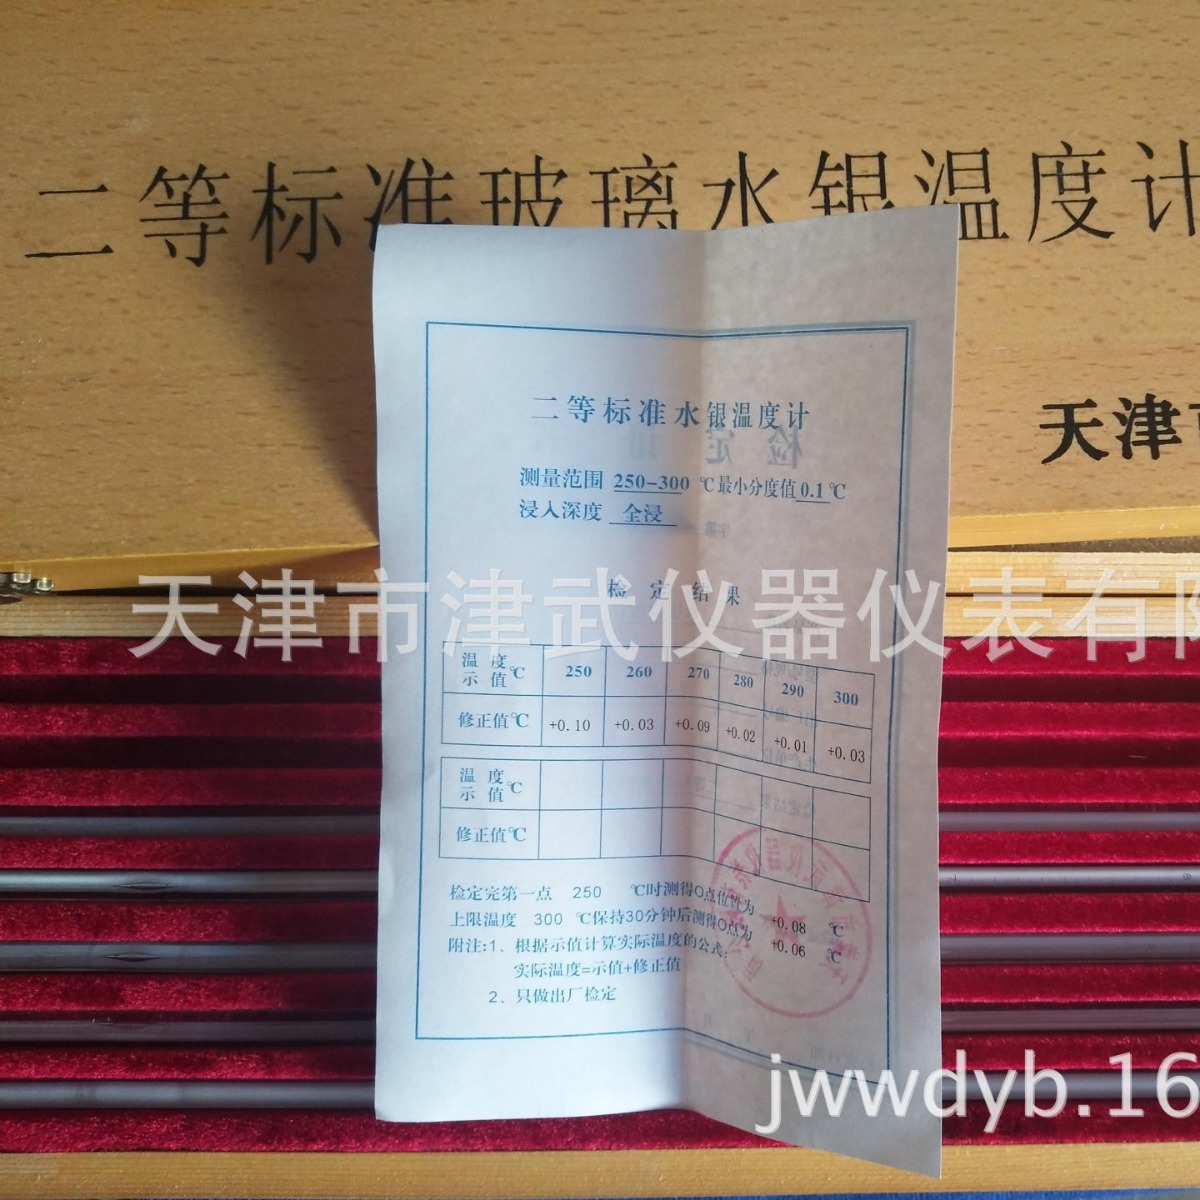 二等标准玻璃水银温度计
天津市
二等标准水银温度计
测量范围 250-300 ℃最小分度值 0.1 ℃
浸入深度 全浸
检定结果
天津市津武仪器仪表有限
温度示值℃ 250 260 270 280 290 300
修正值℃ +0.10 +0.03 +0.09 +0.02 +0.01 +0.03
温度示值℃
修正值℃
检定完第一点 250 ℃时测得0点位置为 +0.08 ℃
上限温度 300 ℃保持30分钟后测得0点为 +0.06 ℃
附注:1、根据示值计算实际温度的公式:
实际温度=示值+修正值
2、只做出厂检定
jwwdyb.16